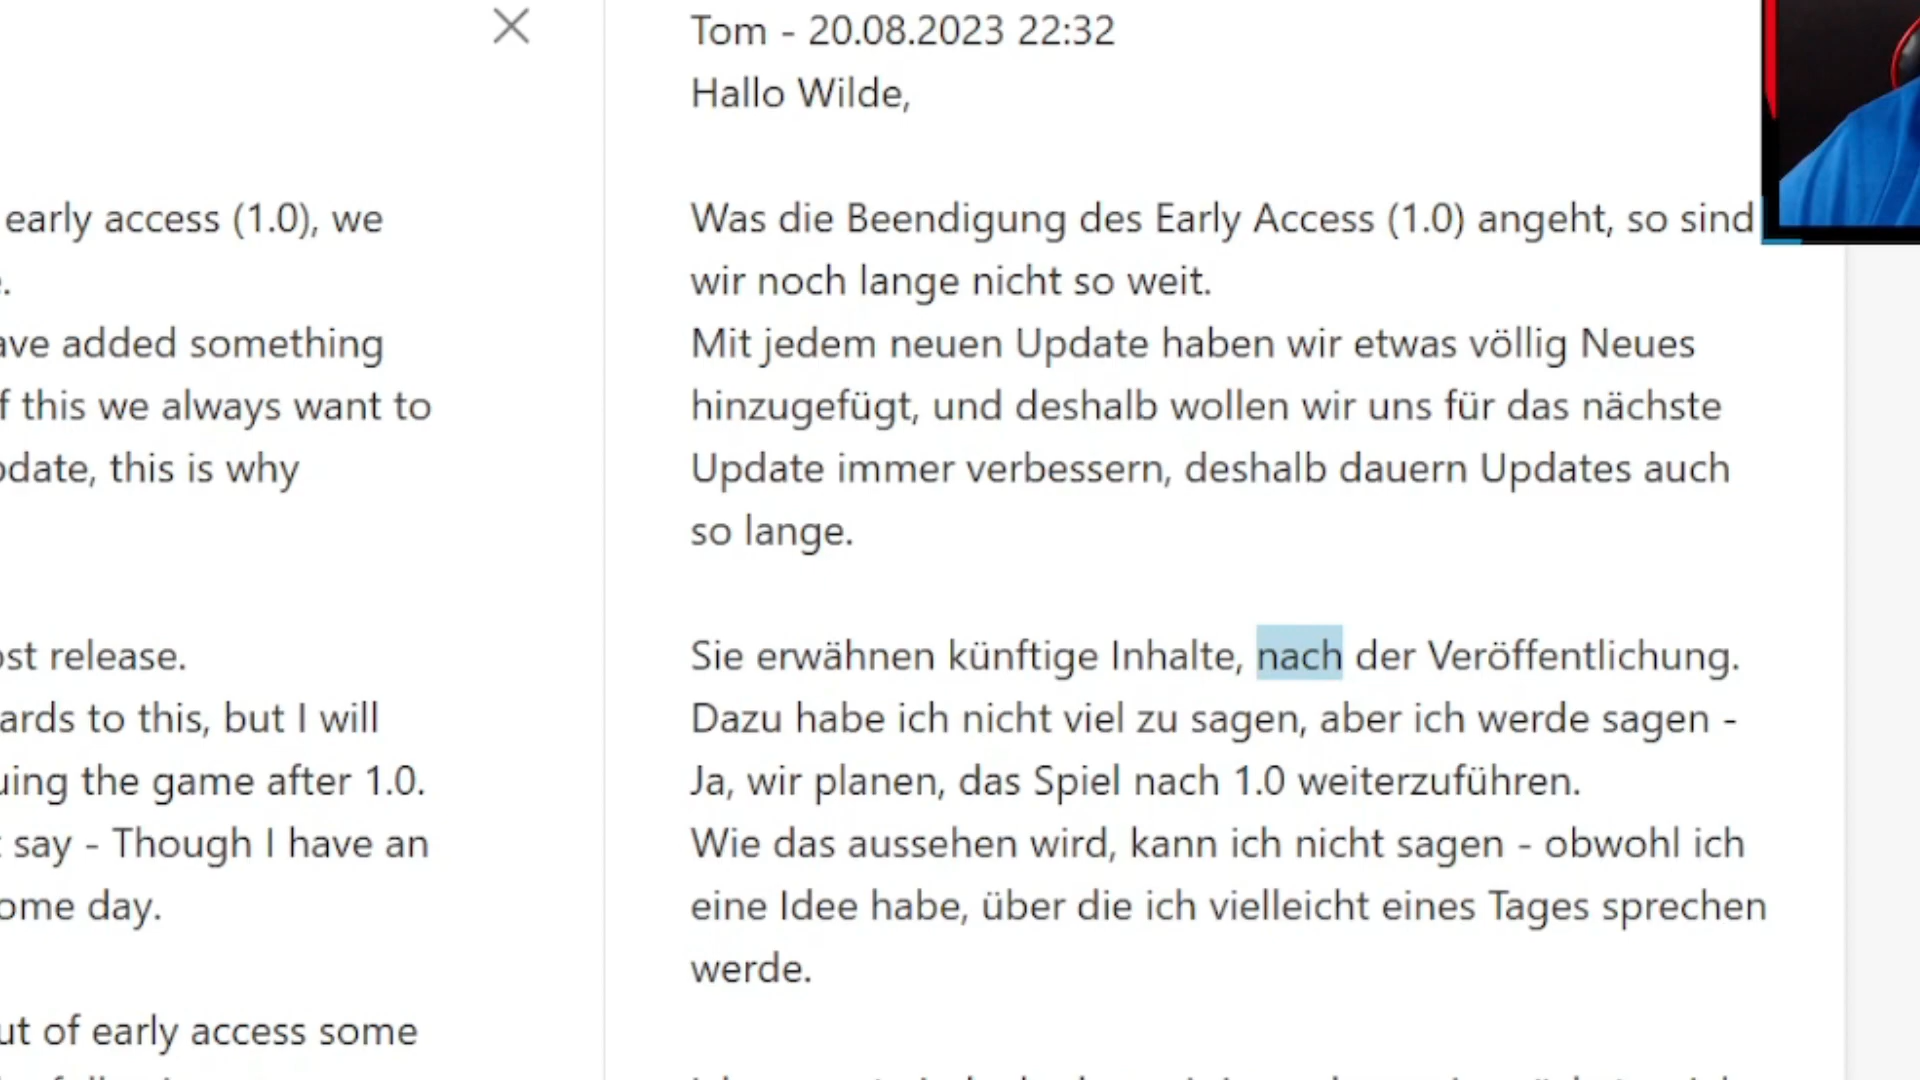 early access (1.0), we
e.
ave added something
f this we always want to
pdate, this is why
ost release.
ards to this, but I will
uing the game after 1.0.
say - Though I have an
ome day.
ut of early access some
Tom - 20.08.2023 22:32
Hallo Wilde,
Was die Beendigung des Early Access (1.0) angeht, so sind
wir noch lange nicht so weit.
Mit jedem neuen Update haben wir etwas völlig Neues
hinzugefügt, und deshalb wollen wir uns für das nächste
Update immer verbessern, deshalb dauern Updates auch
so lange.
Sie erwähnen künftige Inhalte, nach der Veröffentlichung.
Dazu habe ich nicht viel zu sagen, aber ich werde sagen -
Ja, wir planen, das Spiel nach 1.0 weiterzuführen.
Wie das aussehen wird, kann ich nicht sagen - obwohl ich
eine Idee habe, über die ich vielleicht eines Tages sprechen
werde.